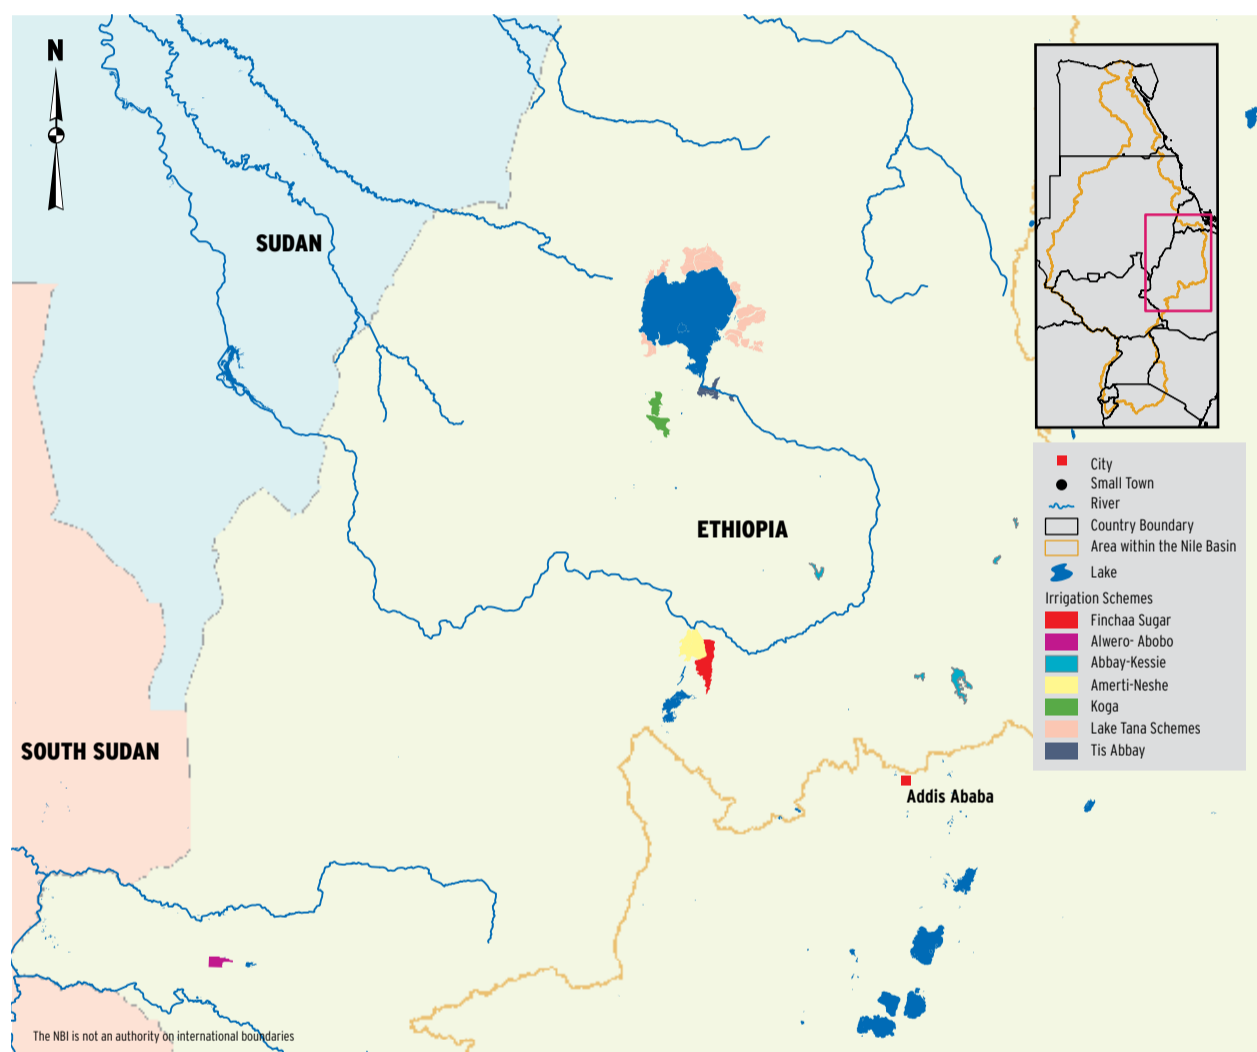 N
SUDAN
ETHIOPIA
SOUTH SUDAN
Addis Ababa
City
Small Town
River
Country Boundary
Area within the Nile Basin
Lake
Irrigation Schemes
Finchaa Sugar
Alwero- Abobo
Abbay-Kessie
Amerti-Neshe
Koga
Lake Tana Schemes
Tis Abbay
The NBI is not an authority on international boundaries